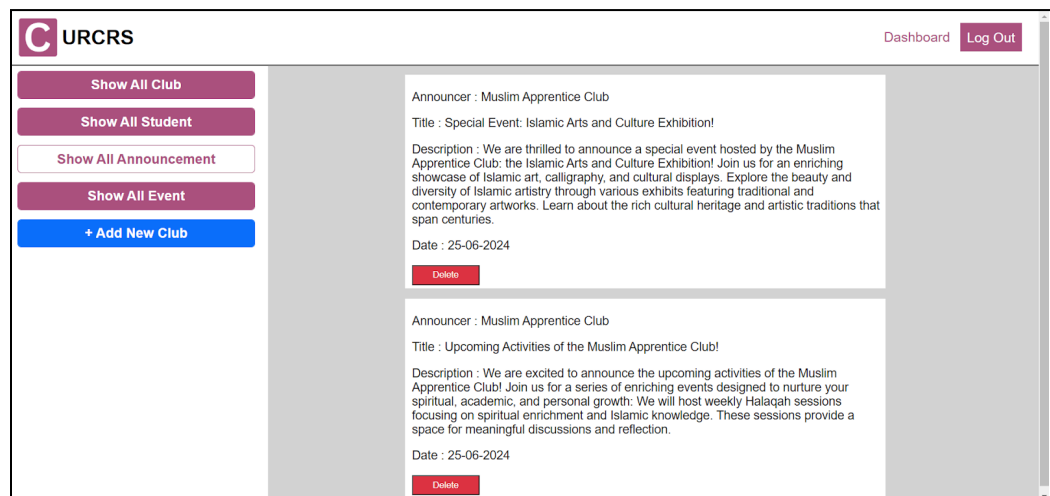 C URCRS
Dashboard
Log Out
Show All Club
Show All Student
Show All Announcement
Show All Event
+ Add New Club
Announcer : Muslim Apprentice Club
Title : Special Event: Islamic Arts and Culture Exhibition!
Description : We are thrilled to announce a special event hosted by the Muslim
Apprentice Club: the Islamic Arts and Culture Exhibition! Join us for an enriching
showcase of Islamic art, calligraphy, and cultural displays. Explore the beauty and
diversity of Islamic artistry through various exhibits featuring traditional and
contemporary artworks. Learn about the rich cultural heritage and artistic traditions that
span centuries.
Date : 25-06-2024
Delete
Announcer : Muslim Apprentice Club
Title : Upcoming Activities of the Muslim Apprentice Club!
Description : We are excited to announce the upcoming activities of the Muslim
Apprentice Club! Join us for a series of enriching events designed to nurture your
spiritual, academic, and personal growth: We will host weekly Halaqah sessions
focusing on spiritual enrichment and Islamic knowledge. These sessions provide a
space for meaningful discussions and reflection.
Date : 25-06-2024
Delete